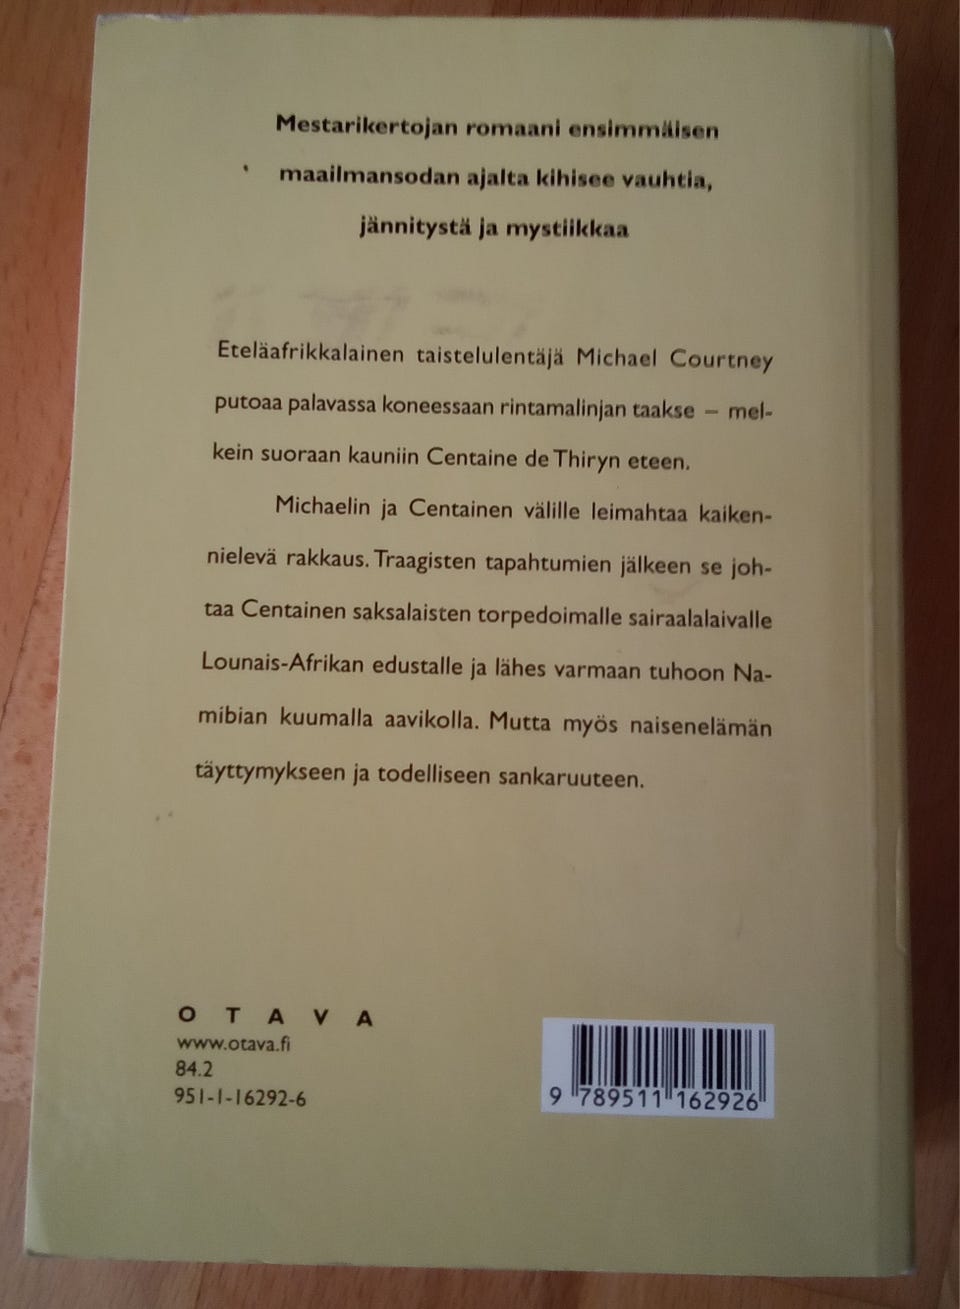 Mestarikertojan romaani ensimmäisen
maailmansodan ajalta kihisee vauhtia,
jännitystä ja mystiikkaa
Eteläafrikkalainen taistelulentäjä Michael Courtney
putoaa palavassa koneessaan rintamalinjan taakse – mel-
kein suoraan kauniin Centaine de Thiryn eteen.
Michaelin ja Centainen välille leimahtaa kaiken-
nielevä rakkaus. Traagisten tapahtumien jälkeen se joh-
taa Centainen saksalaisten torpedoimalle sairaalalaivalle
Lounais-Afrikan edustalle ja lähes varmaan tuhoon Na-
mibian kuumalla aavikolla. Mutta myös naisenelämän
täyttymykseen ja todelliseen sankaruuteen.
OTAVA
www.otava.fi
84.2
951-1-16292-6
9 789511 162926